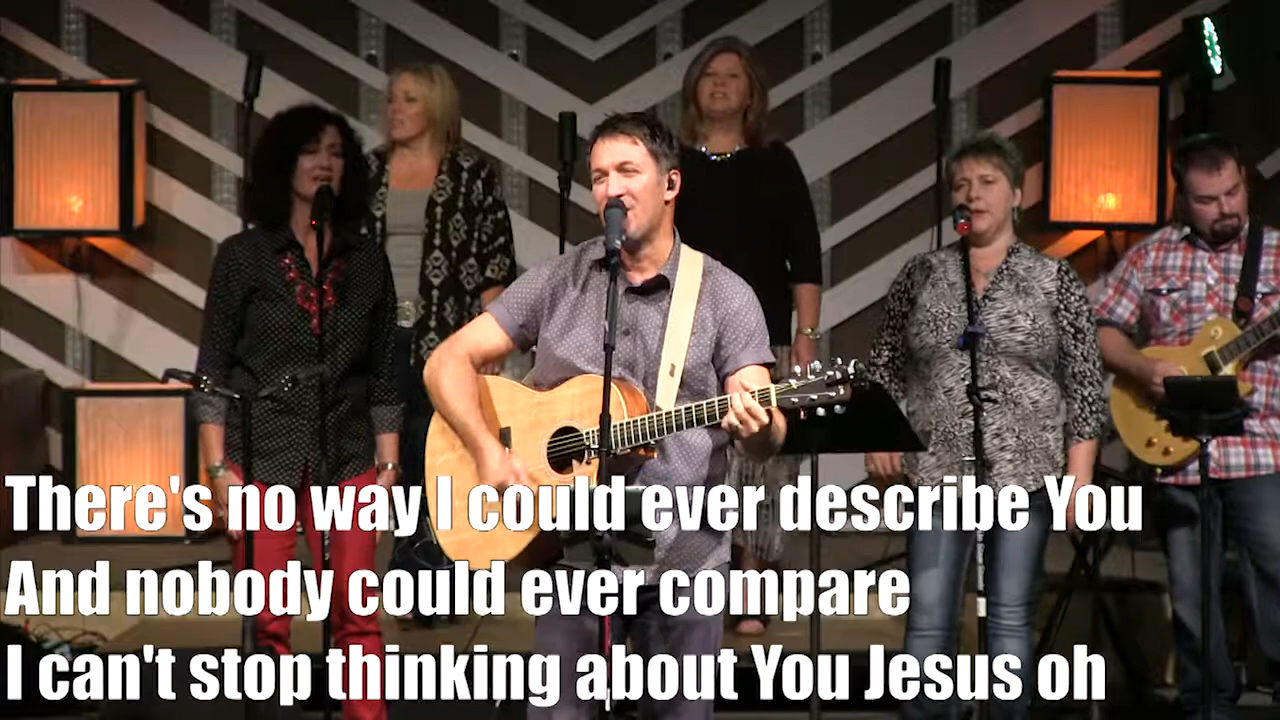 There's no way I could ever describe You
And nobody could ever compare
I can't stop thinking about You Jesus oh